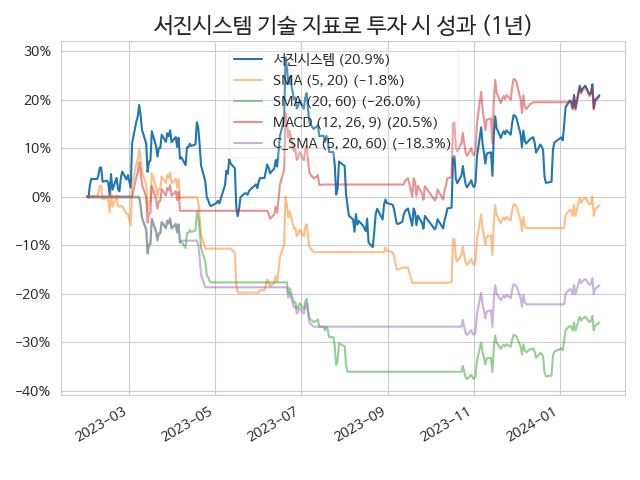 서진시스템 기술 지표로 투자 시 성과 (1년)
30%
20%
10%
0%
−10%
−20%
−30%
−40%
서진시스템 (20.9%)
SMA (5, 20) (−1.8%)
SMA (20, 60) (−26.0%)
MACD (12, 26, 9) (20.5%)
C_SMA (5, 20, 60) (−18.3%)
2023−03
2023−05
2023−07
2023−09
2023−11
2024−01